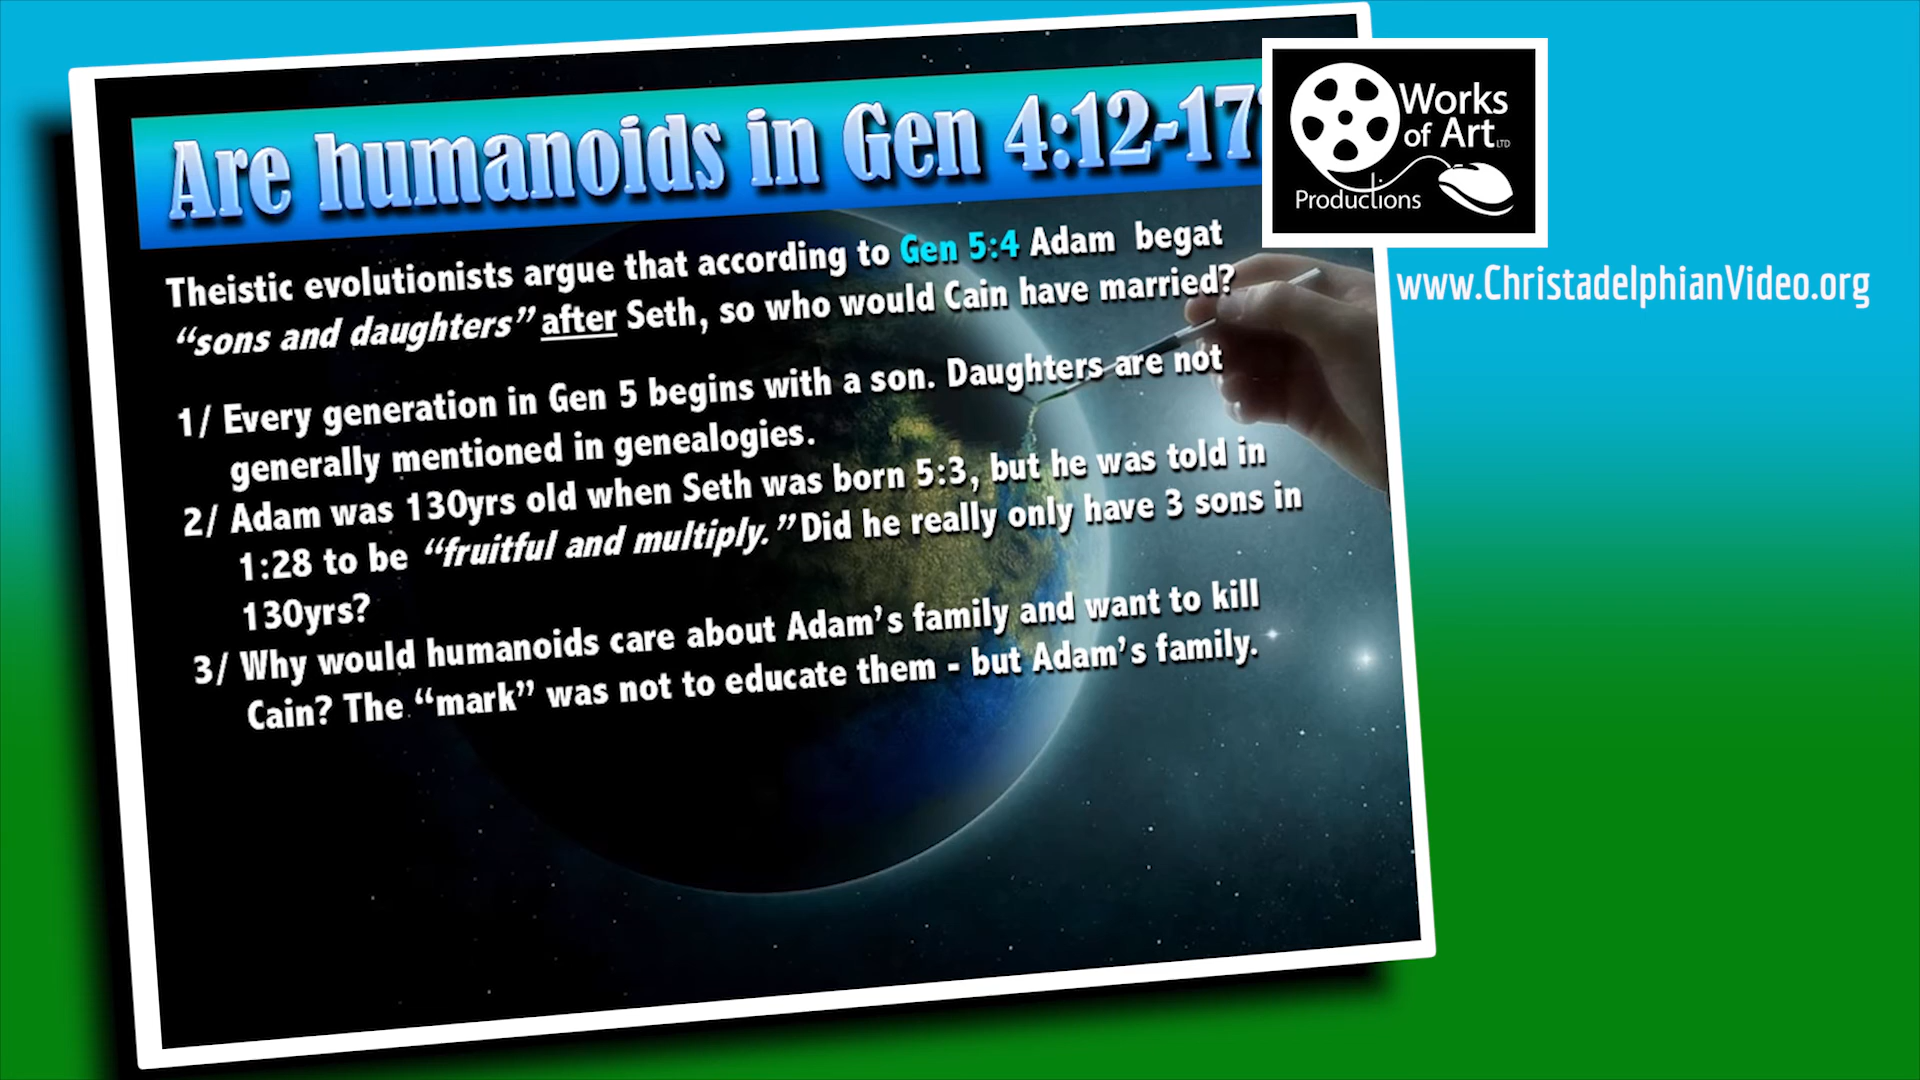 Are humanoids in Gen 4:12-17?
Theistic evolutionists argue that according to Gen 5:4 Adam begat
“sons and daughters” after Seth, so who would Cain have married?
1/ Every generation in Gen 5 begins with a son. Daughters are not
generally mentioned in genealogies.
2/ Adam was 130yrs old when Seth was born 5:3, but he was told in
1:28 to be “fruitful and multiply.” Did he really only have 3 sons in
130yrs?
3/ Why would humanoids care about Adam’s family and want to kill
Cain? The “mark” was not to educate them - but Adam’s family.
Works
of Art LTD
Productions
www.ChristadelphianVideo.org